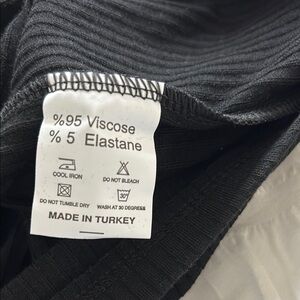 %95 Viscose
% 5 Elastane
COOL IRON
DO NOT BLEACH
30°
DO NOT TUMBLE DRY
WASH AT 30 DEGREES
MADE IN TURKEY